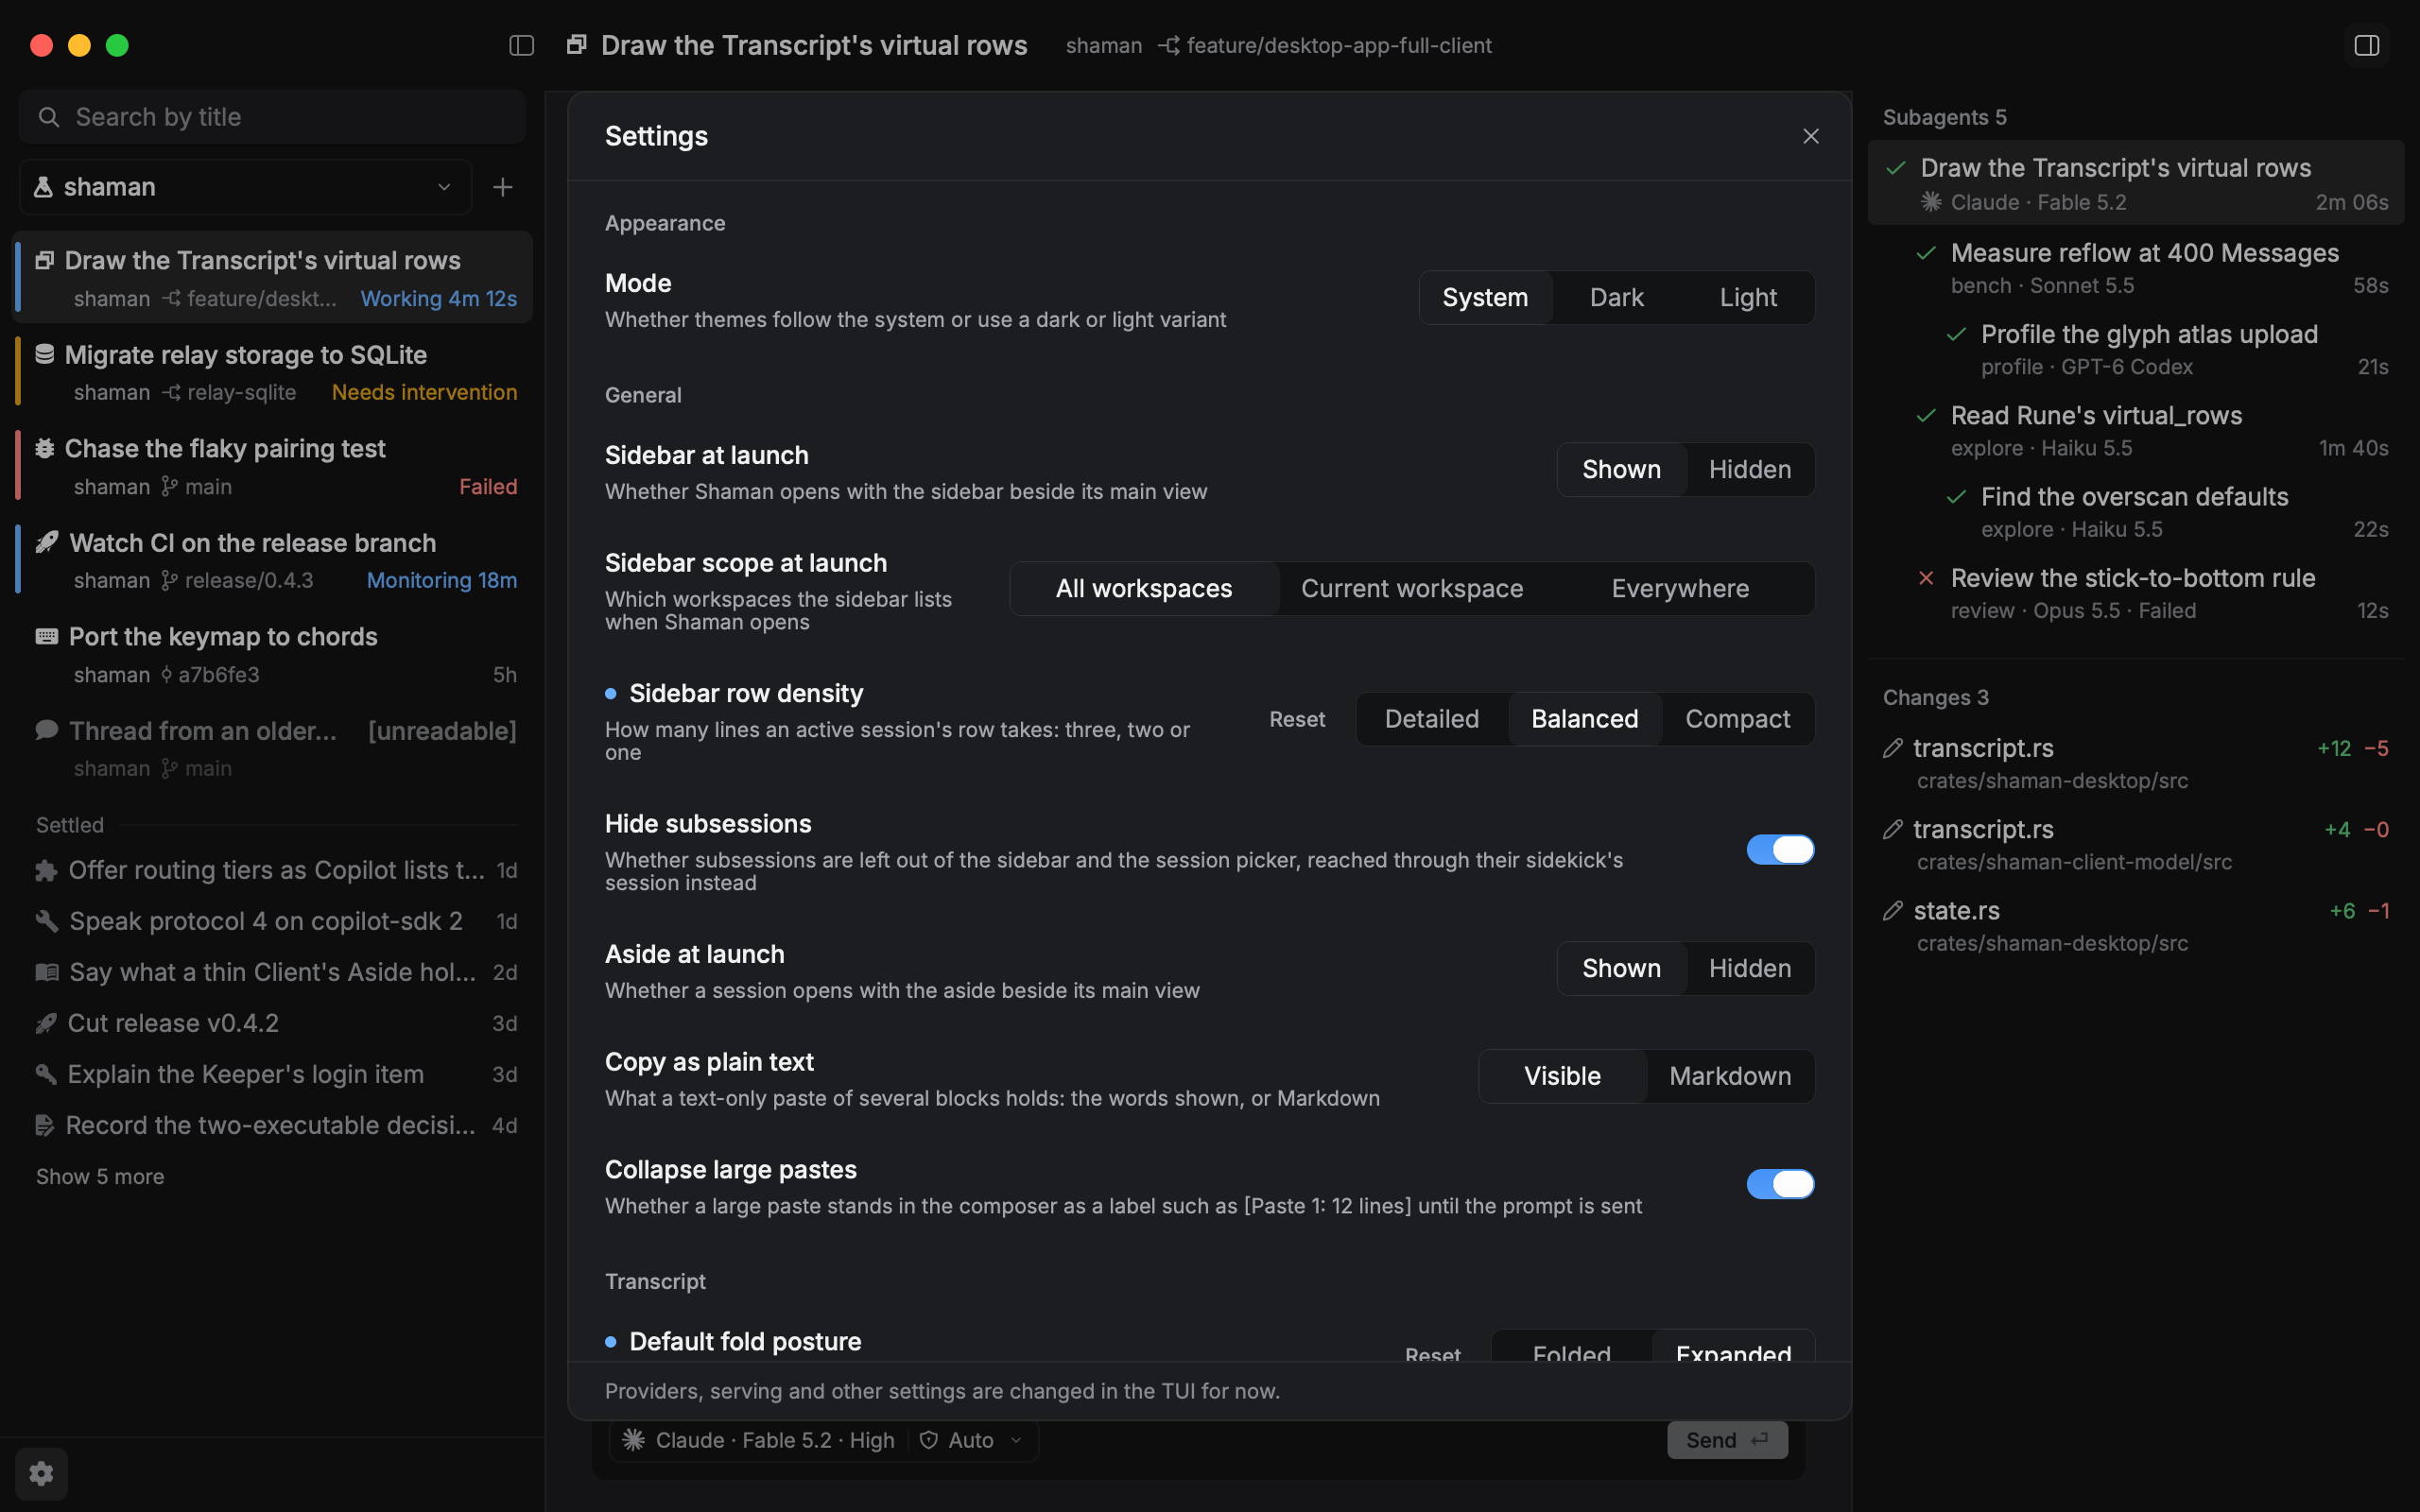 Draw the Transcript's virtual rows
shaman feature/desktop-app-full-client
Search by title
shaman
Draw the Transcript's virtual rows
shaman feature/deskt... Working 4m 12s
Migrate relay storage to SQLite
shaman relay-sqlite Needs intervention
Chase the flaky pairing test
shaman main Failed
Watch CI on the release branch
shaman release/0.4.3 Monitoring 18m
Port the keymap to chords
shaman a7b6fe3 5h
Thread from an older... [unreadable]
shaman main
Settled
Offer routing tiers as Copilot lists t... 1d
Speak protocol 4 on copilot-sdk 2 1d
Say what a thin Client's Aside hol... 2d
Cut release v0.4.2 3d
Explain the Keeper's login item 3d
Record the two-executable decisi... 4d
Show 5 more
Settings
Appearance
Mode
Whether themes follow the system or use a dark or light variant
System Dark Light
General
Sidebar at launch
Whether Shaman opens with the sidebar beside its main view
Shown Hidden
Sidebar scope at launch
Which workspaces the sidebar lists
when Shaman opens
All workspaces Current workspace Everywhere
Sidebar row density
How many lines an active session's row takes: three, two or
one
Reset Detailed Balanced Compact
Hide subsessions
Whether subsessions are left out of the sidebar and the session picker, reached through their sidekick's
session instead
Aside at launch
Whether a session opens with the aside beside its main view
Shown Hidden
Copy as plain text
What a text-only paste of several blocks holds: the words shown, or Markdown
Visible Markdown
Collapse large pastes
Whether a large paste stands in the composer as a label such as [Paste 1: 12 lines] until the prompt is sent
Transcript
Default fold posture
Reset Folded Expanded
Providers, serving and other settings are changed in the TUI for now.
Claude · Fable 5.2 · High Auto
Send
Subagents 5
Draw the Transcript's virtual rows
Claude · Fable 5.2 2m 06s
Measure reflow at 400 Messages
bench · Sonnet 5.5 58s
Profile the glyph atlas upload
profile · GPT-6 Codex 21s
Read Rune's virtual_rows
explore · Haiku 5.5 1m 40s
Find the overscan defaults
explore · Haiku 5.5 22s
Review the stick-to-bottom rule
review · Opus 5.5 · Failed 12s
Changes 3
transcript.rs +12 −5
crates/shaman-desktop/src
transcript.rs +4 −0
crates/shaman-client-model/src
state.rs +6 −1
crates/shaman-desktop/src